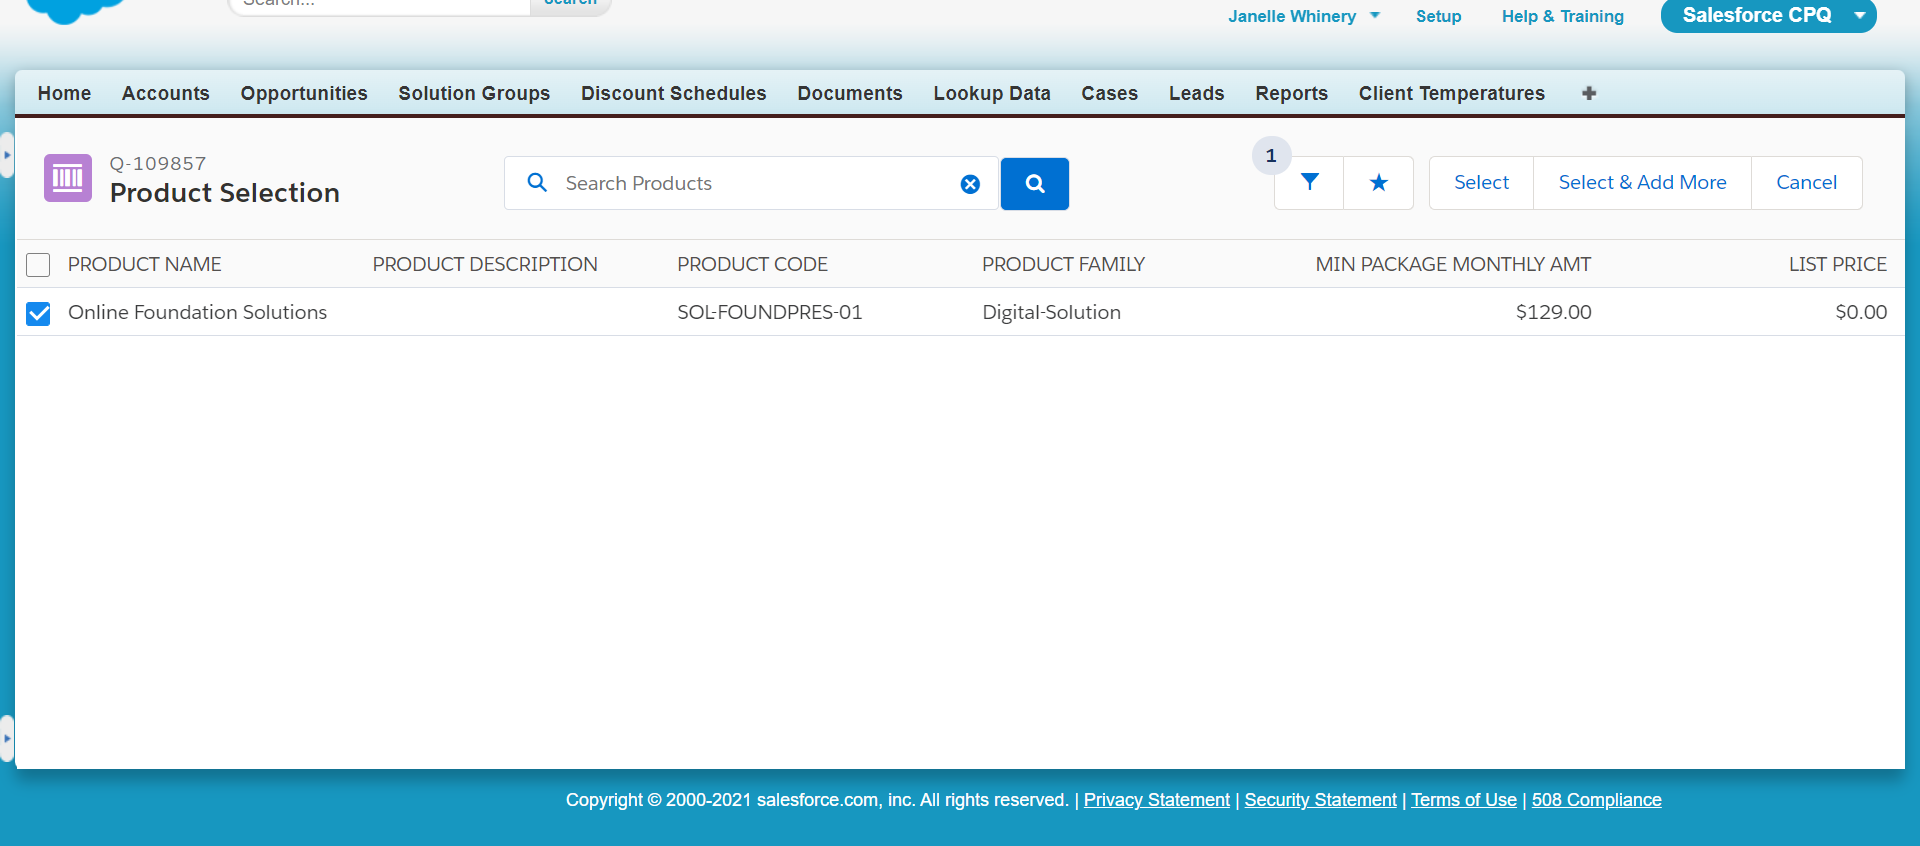 Search... Search
Janelle Whinery Setup Help & Training Salesforce CPQ
Home Accounts Opportunities Solution Groups Discount Schedules Documents Lookup Data Cases Leads Reports Client Temperatures
Q-109857
Product Selection
Search Products
1
Select Select & Add More Cancel
PRODUCT NAME PRODUCT DESCRIPTION PRODUCT CODE PRODUCT FAMILY MIN PACKAGE MONTHLY AMT LIST PRICE
Online Foundation Solutions SOL-FOUNDPRES-01 Digital-Solution $129.00 $0.00
Copyright © 2000-2021 salesforce.com, inc. All rights reserved. | Privacy Statement | Security Statement | Terms of Use | 508 Compliance